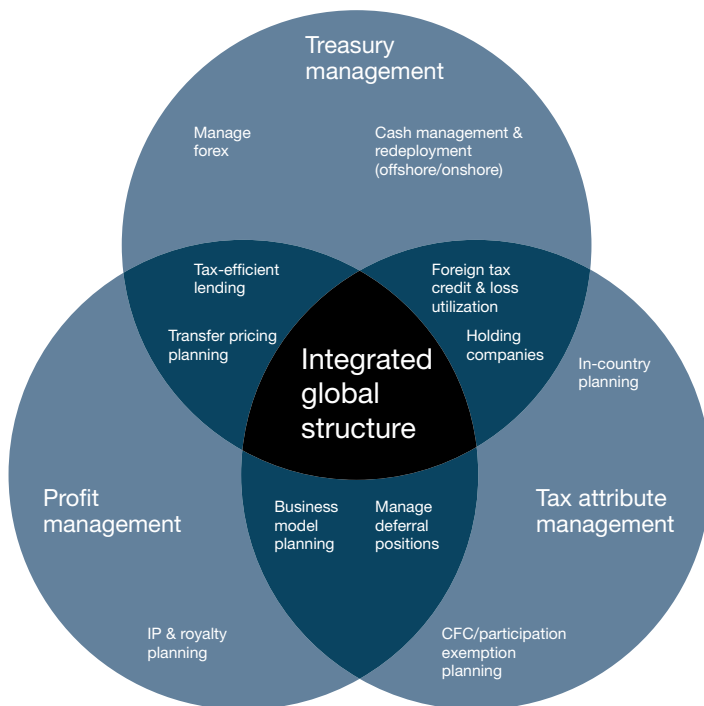 Treasury
management
Manage
forex
Cash management &
redeployment
(offshore/onshore)
Tax-efficient
lending
Foreign tax
credit & loss
utilization
Transfer pricing
planning
Holding
companies
Integrated
global
structure
In-country
planning
Profit
management
Business
model
planning
Manage
deferral
positions
Tax attribute
management
IP & royalty
planning
CFC/participation
exemption
planning